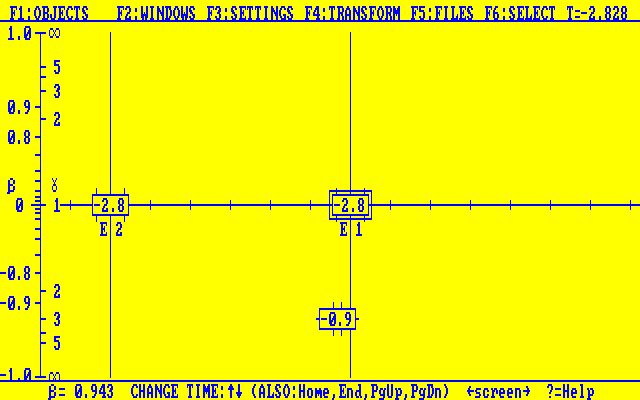 F1:OBJECTS F2:WINDOWS F3:SETTINGS F4:TRANSFORM F5:FILES F6:SELECT T=-2.828
1.0 ∞
5
3
0.9
2
0.8
β γ
0 1 -2.8 -2.8
E 2 E 1
-0.8
2
-0.9
3 -0.9
5
-1.0 ∞
β= 0.943 CHANGE TIME:↑↓ (ALSO:Home,End,PgUp,PgDn) ←screen→ ?=Help